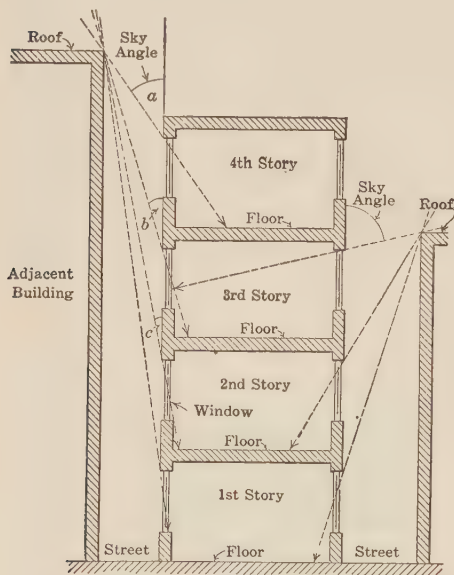 Roof
Sky
Angle
a
4th Story
Sky
Angle
Roof
Floor
b
Adjacent
Building
3rd Story
c
Floor
2nd Story
Window
Floor
1st Story
Street
Floor
Street